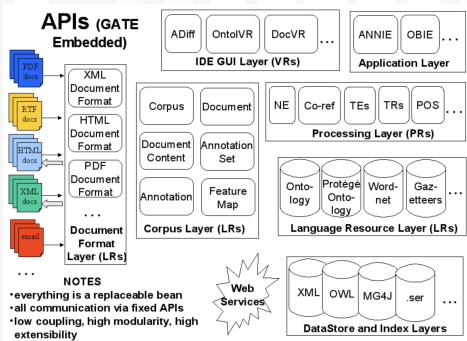 APIs (GATE
Embedded)
PDF
docs
RTF
docs
HTML
docs
XML
docs
email
...
XML
Document
Format
HTML
Document
Format
PDF
Document
Format
...
Document
Format
Layer (LRs)
ADiff
OntolVR
DocVR
...
IDE GUI Layer (VRs)
ANNIE
OBIE
...
Application Layer
Corpus
Document
Document
Content
Annotation
Set
Annotation
Feature
Map
Corpus Layer (LRs)
NE
Co-ref
TEs
TRs
POS
...
Processing Layer (PRs)
Onto-
logy
Protégé
Onto-
logy
Word-
net
Gaz-
etteers
...
Language Resource Layer (LRs)
NOTES
•everything is a replaceable bean
•all communication via fixed APIs
•low coupling, high modularity, high
extensibility
Web
Services
XML
OWL
MG4J
.ser
...
DataStore and Index Layers